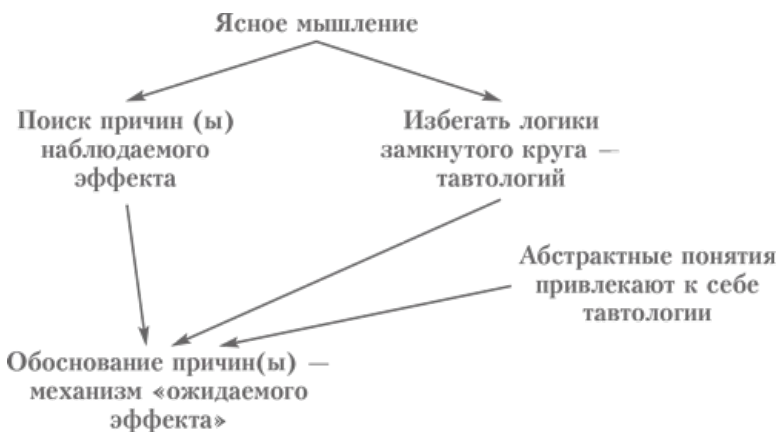 Ясное мышление
Поиск причин (ы)
наблюдаемого
эффекта
Избегать логики
замкнутого круга —
тавтологий
Абстрактные понятия
привлекают к себе
тавтологии
Обоснование причин(ы) —
механизм «ожидаемого
эффекта»